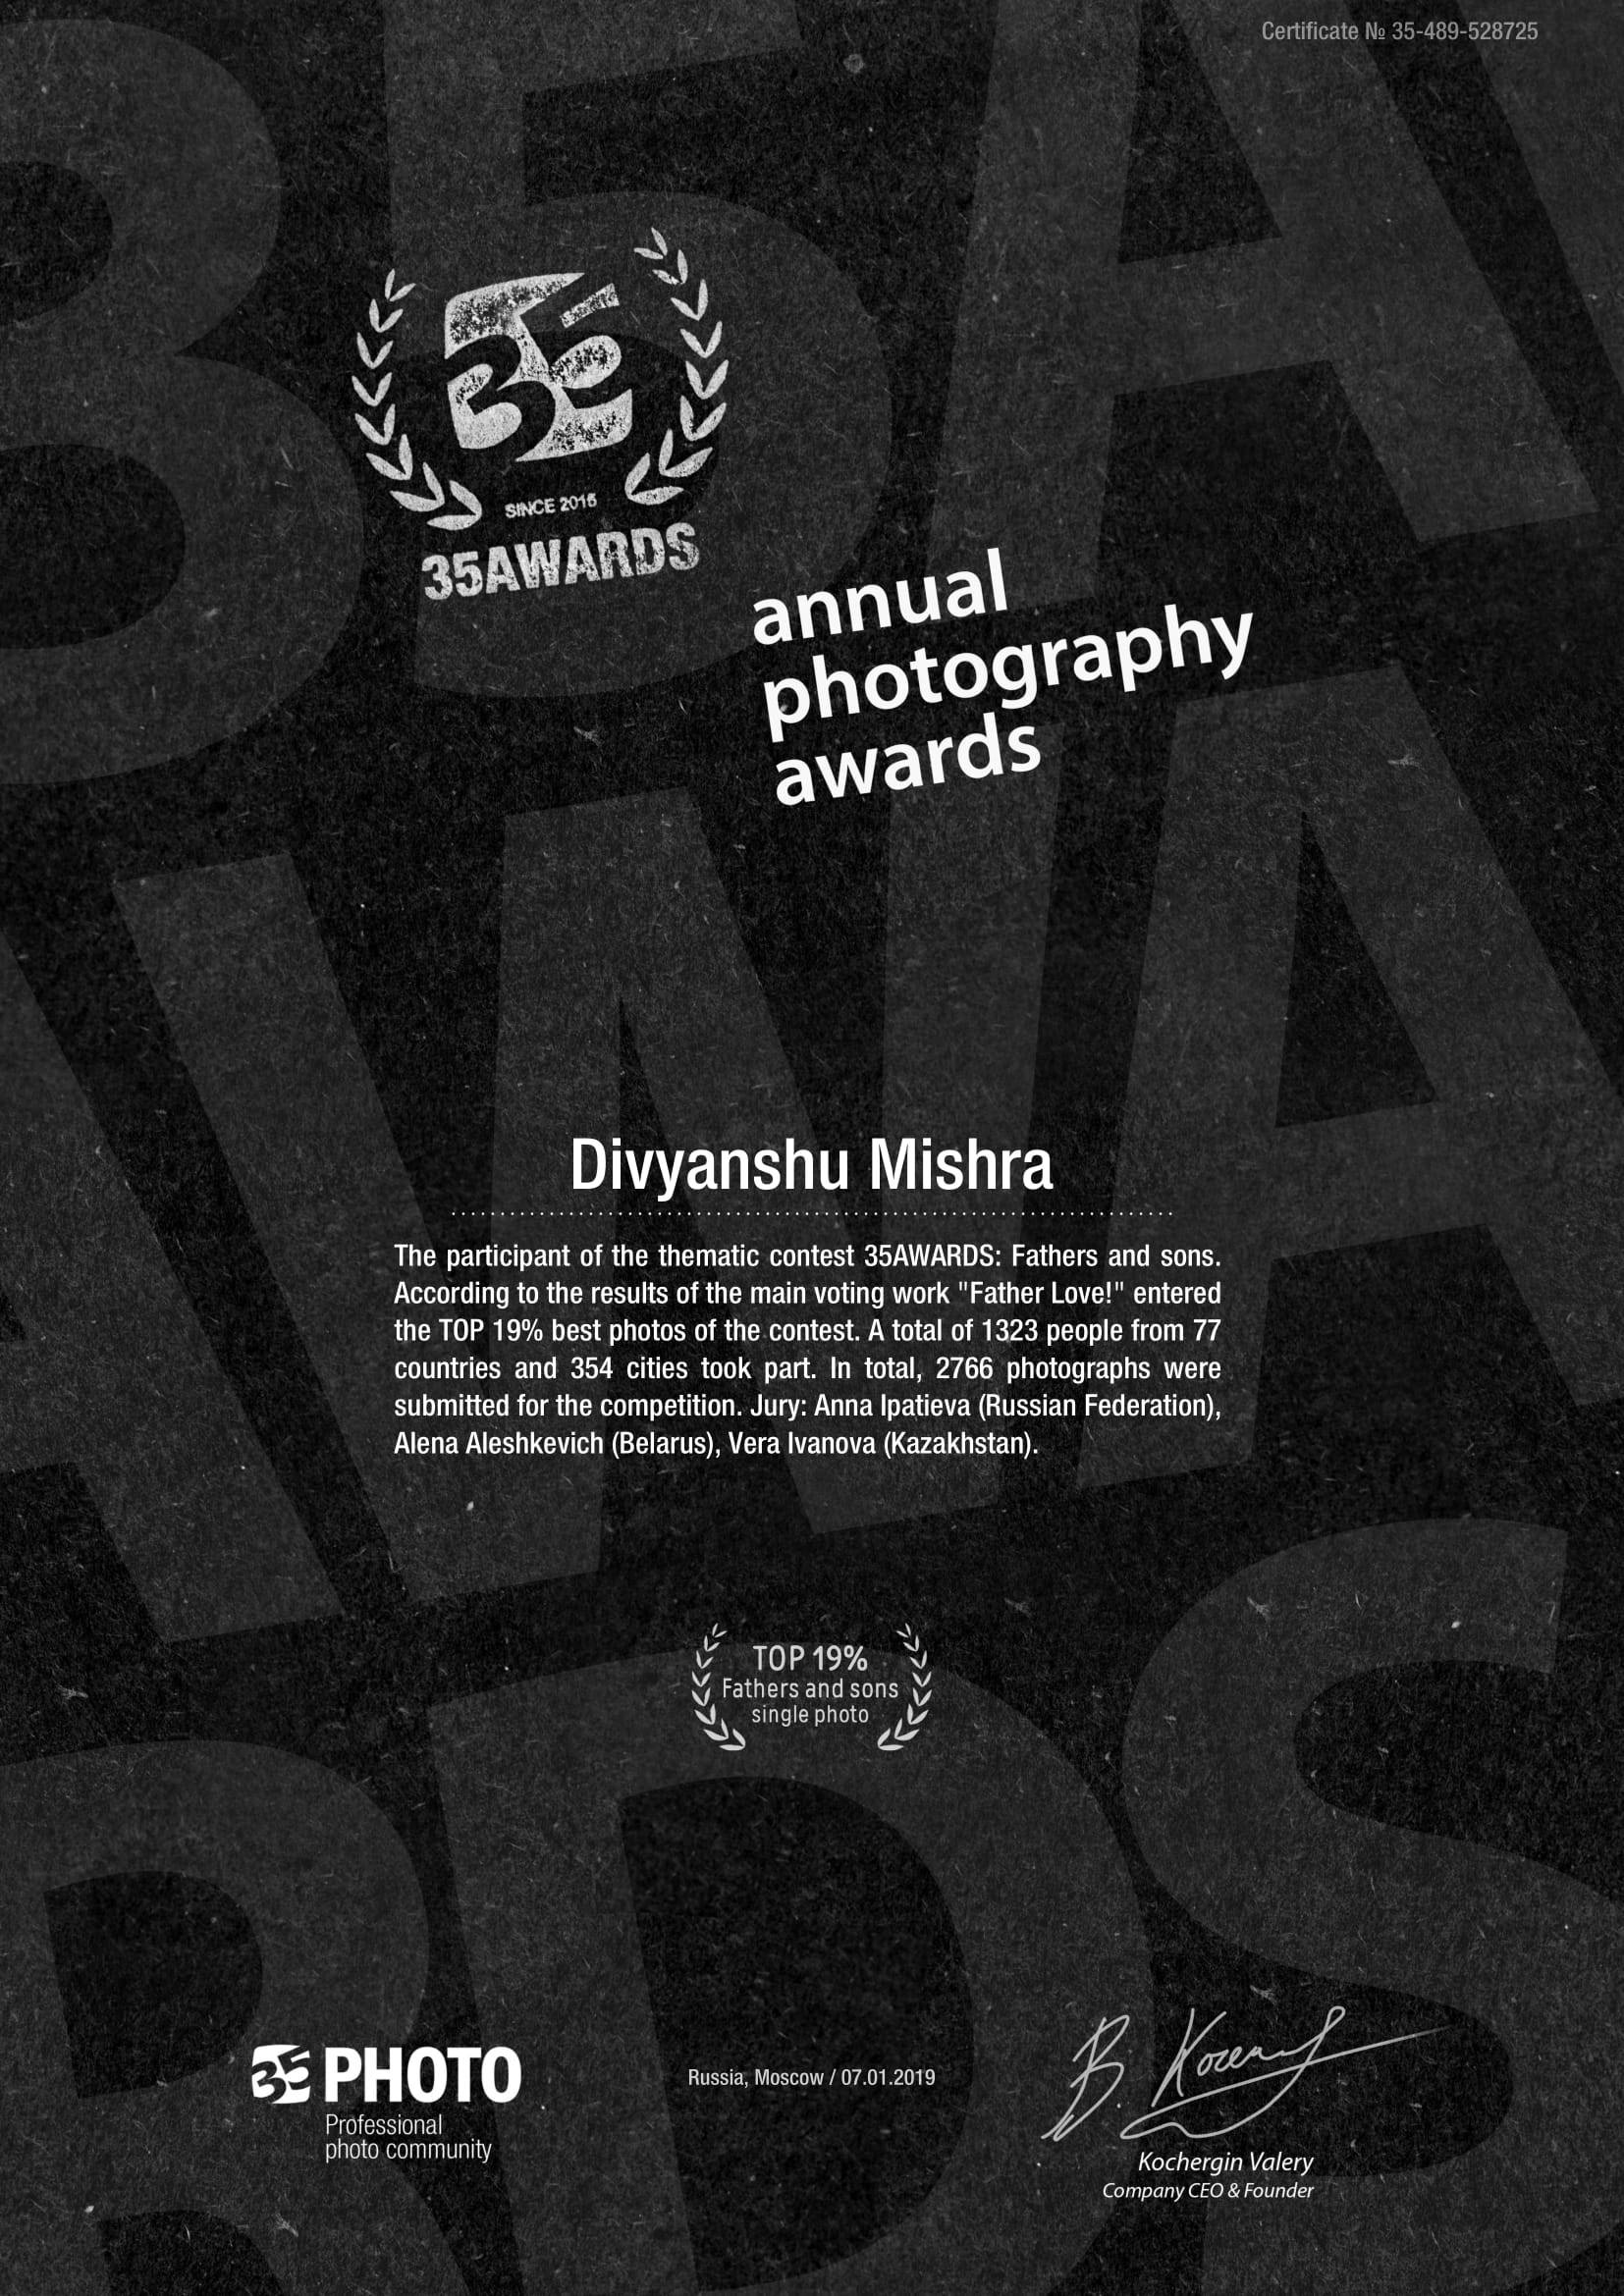 Certificate № 35-489-528725
35
SINCE 2015
35AWARDS
annual
photography
awards
Divyanshu Mishra
The participant of the thematic contest 35AWARDS: Fathers and sons.
According to the results of the main voting work "Father Love!" entered
the TOP 19% best photos of the contest. A total of 1323 people from 77
countries and 354 cities took part. In total, 2766 photographs were
submitted for the competition. Jury: Anna Ipatieva (Russian Federation),
Alena Aleshkevich (Belarus), Vera Ivanova (Kazakhstan).
TOP 19%
Fathers and sons
single photo
35 PHOTO
Professional
photo community
Russia, Moscow / 07.01.2019
Kochergin Valery
Company CEO & Founder